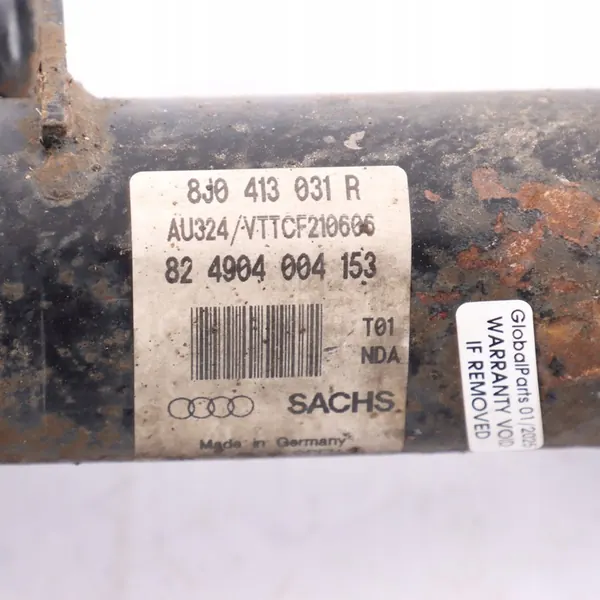 8J0 413 031 R
AU324/VTTCF210606
82 4904 004 153
T01
NDA
SACHS
Made in Germany
GlobalParts 01/2025
WARRANTY VOID
IF REMOVED